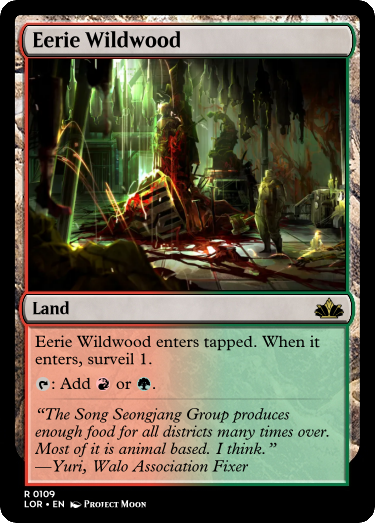 Eerie Wildwood
Land
Eerie Wildwood enters tapped. When it
enters, surveil 1.
: Add or .
“The Song Seongjang Group produces
enough food for all districts many times over.
Most of it is animal based. I think.”
—Yuri, Walo Association Fixer
R 0109
LOR • EN Protect Moon